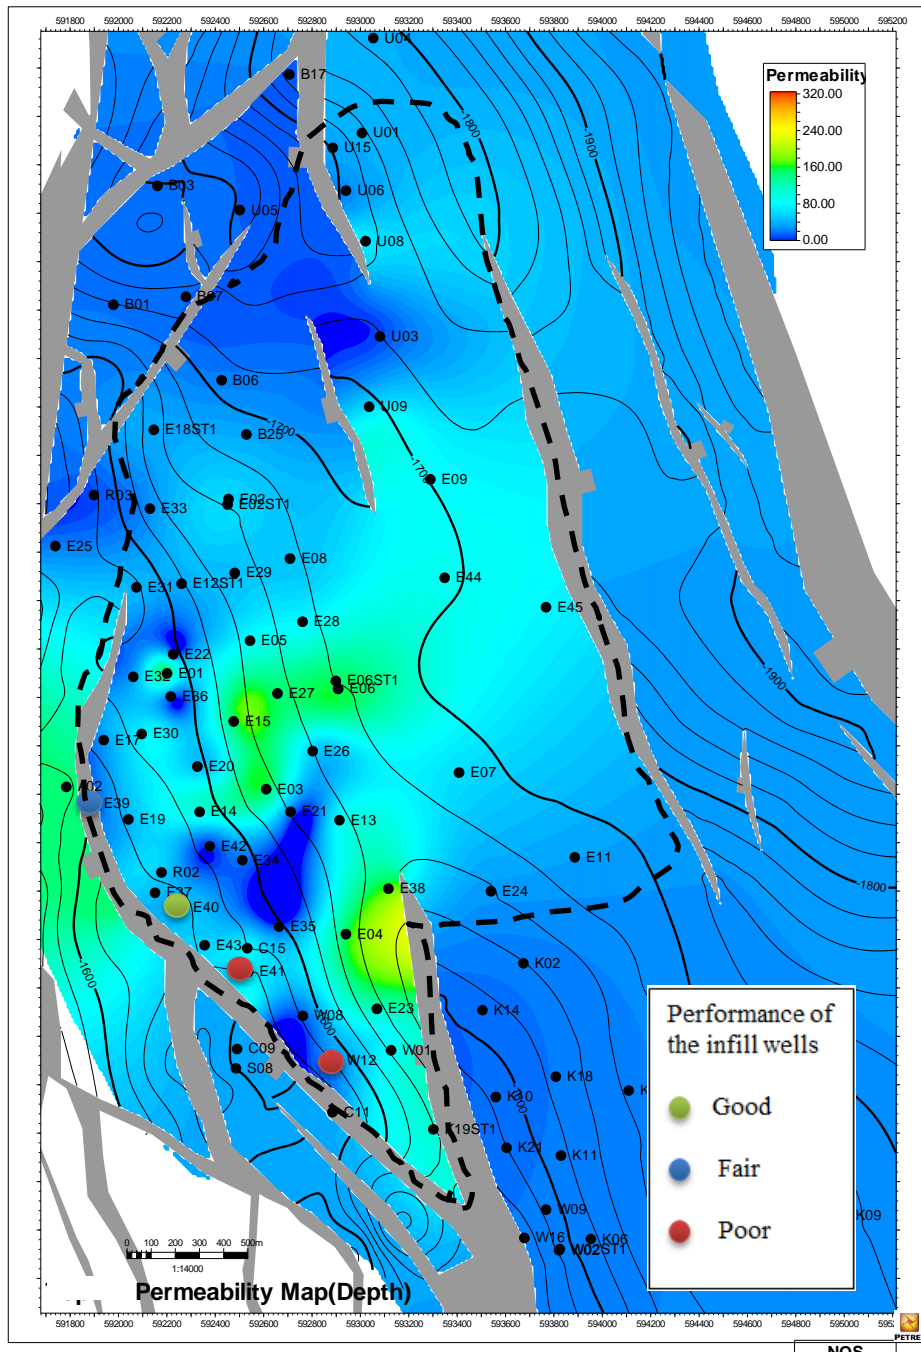 591800 592000 592200 592400 592600 592800 593000 593200 593400 593600 593800 594000 594200 594400 594600 594800 595000 595200
U04
B17
Permeability
320.00
240.00
160.00
80.00
0.00
-1800
U01
U15
-1900
B03
U06
U05
U08
B07
B01
U03
B06
U09
E18ST1
B25
-1700
-1700
E09
R03
E02
E02ST1
E33
E25
E08
E29
E12ST1
E31
E44
E45
E28
E05
E22
E01
E32
E06ST1
E06
E27
E36
-1900
E15
E30
E17
E26
E20
E07
E03
E39
E14
E21
E19
E13
E42
E34
E11
R02
E38
E24
-1800
E37
E40
E35
E04
E43
C15
E41
K02
-1600
E23
K14
W08
C09
W01
W12
S08
K18
K10
C11
K19ST1
K21
K11
W09
K09
W16
K06
W02ST1
Performance of
the infill wells
Good
Fair
Poor
0 100 200 300 400 500m
1:14000
Permeability Map(Depth)
591800 592000 592200 592400 592600 592800 593000 593200 593400 593600 593800 594000 594200 594400 594600 594800 595000
PETRE